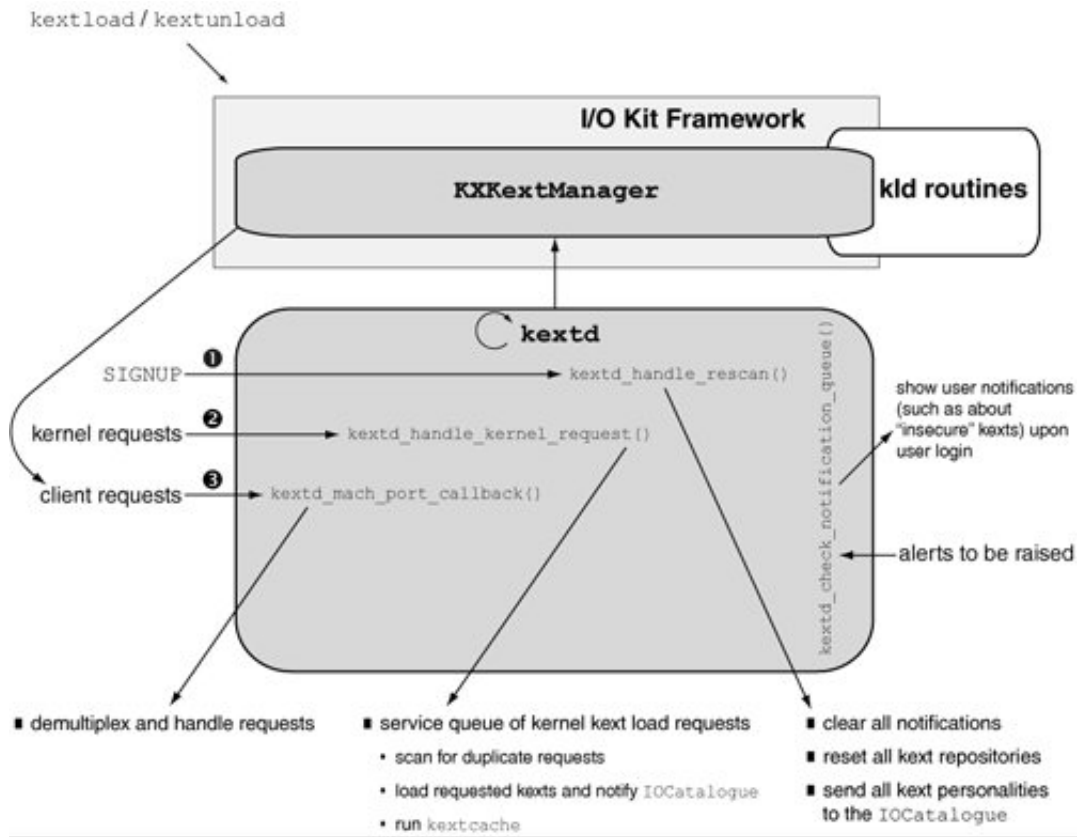 kextload / kextunload
I/O Kit Framework
KXKextManager
kld routines
kextd
❶
SIGNUP
kextd_handle_rescan()
❷
kernel requests
kextd_handle_kernel_request()
❸
client requests
kextd_mach_port_callback()
kextd_check_notification_queue()
show user notifications
(such as about
“insecure” kexts) upon
user login
alerts to be raised
■ demultiplex and handle requests
■ service queue of kernel kext load requests
• scan for duplicate requests
• load requested kexts and notify IOCatalogue
• run kextcache
■ clear all notifications
■ reset all kext repositories
■ send all kext personalities
to the IOCatalogue